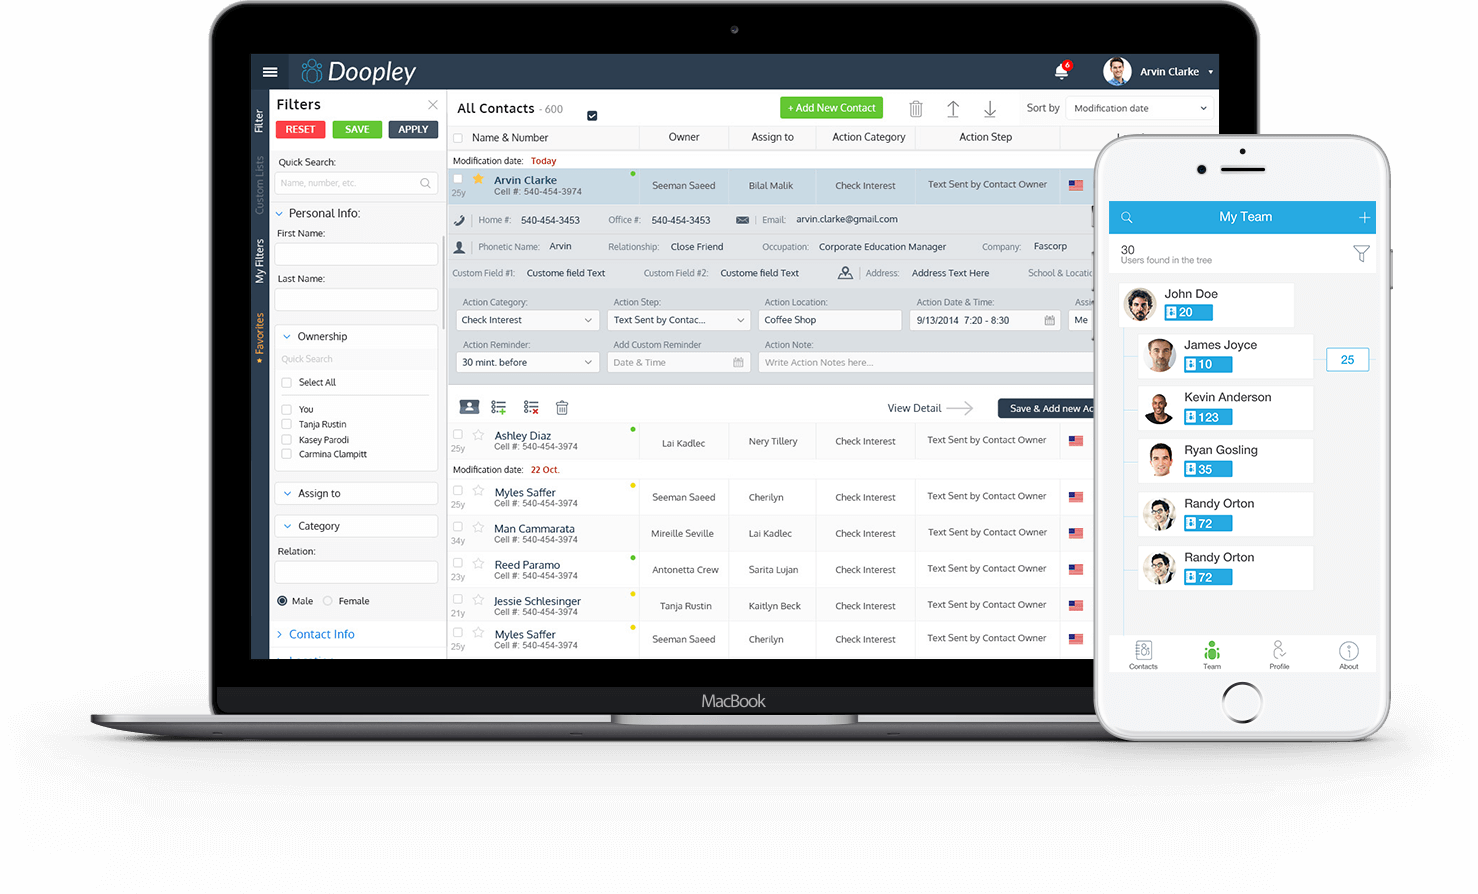 Doopley
6
Arvin Clarke
Filter
Custom Lists
My Filters
Favorites
Filters
RESET
SAVE
APPLY
Quick Search:
Name, number, etc.
Personal Info:
First Name:
Last Name:
Ownership
Quick Search
Select All
You
Tanja Rustin
Kasey Parodi
Carmina Clampitt
Assign to
Category
Relation:
Male
Female
Contact Info
All Contacts - 600
+ Add New Contact
Sort by
Modification date
Name & Number
Owner
Assign to
Action Category
Action Step
Modification date: Today
Arvin Clarke
25y Cell #: 540-454-3974
Seeman Saeed
Bilal Malik
Check Interest
Text Sent by Contact Owner
Home #: 540-454-3453 Office #: 540-454-3453 Email: arvin.clarke@gmail.com
Phonetic Name: Arvin Relationship: Close Friend Occupation: Corporate Education Manager Company: Fascorp
Custom Field #1: Custome field Text Custom Field #2: Custome field Text Address: Address Text Here School & Locatio
Action Category: Action Step: Action Location: Action Date & Time: Assi
Check Interest Text Sent by Contac... Coffee Shop 9/13/2014 7:20 - 8:30 Me
Action Reminder: Add Custom Reminder Action Note:
30 mint. before Date & Time Write Action Notes here...
View Detail
Save & Add new Ac
Ashley Diaz
25y Cell #: 540-454-3974
Lai Kadlec
Nery Tillery
Check Interest
Text Sent by Contact Owner
Modification date: 22 Oct.
Myles Saffer
25y Cell #: 540-454-3974
Seeman Saeed
Cherilyn
Check Interest
Text Sent by Contact Owner
Man Cammarata
34y Cell #: 540-454-3974
Mireille Seville
Lai Kadlec
Check Interest
Text Sent by Contact Owner
Reed Paramo
23y Cell #: 540-454-3974
Antonetta Crew
Sarita Lujan
Check Interest
Text Sent by Contact Owner
Jessie Schlesinger
21y Cell #: 540-454-3974
Tanja Rustin
Kaitlyn Beck
Check Interest
Text Sent by Contact Owner
Myles Saffer
25y Cell #: 540-454-3974
Seeman Saeed
Cherilyn
Check Interest
Text Sent by Contact Owner
MacBook
My Team
30
Users found in the tree
John Doe
20
James Joyce
10
25
Kevin Anderson
123
Ryan Gosling
35
Randy Orton
72
Randy Orton
72
Contacts
Team
Profile
About